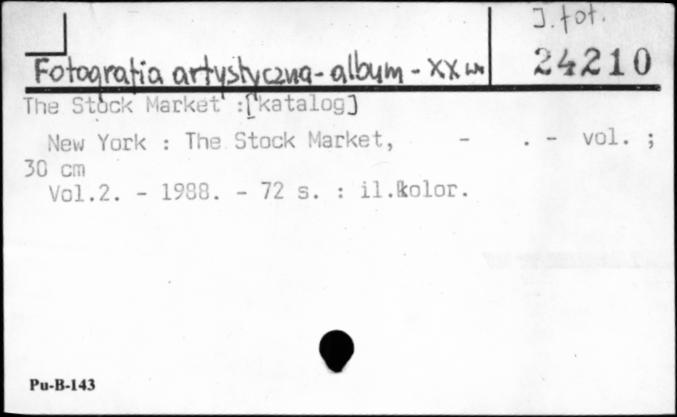 J. fot.
24210
Fotografia artystyczna - album - XX w
The Stock Market :[katalog]
New York : The Stock Market, - . - vol. ;
30 cm
Vol.2. - 1988. - 72 s. : il.kolor.
Pu-B-143